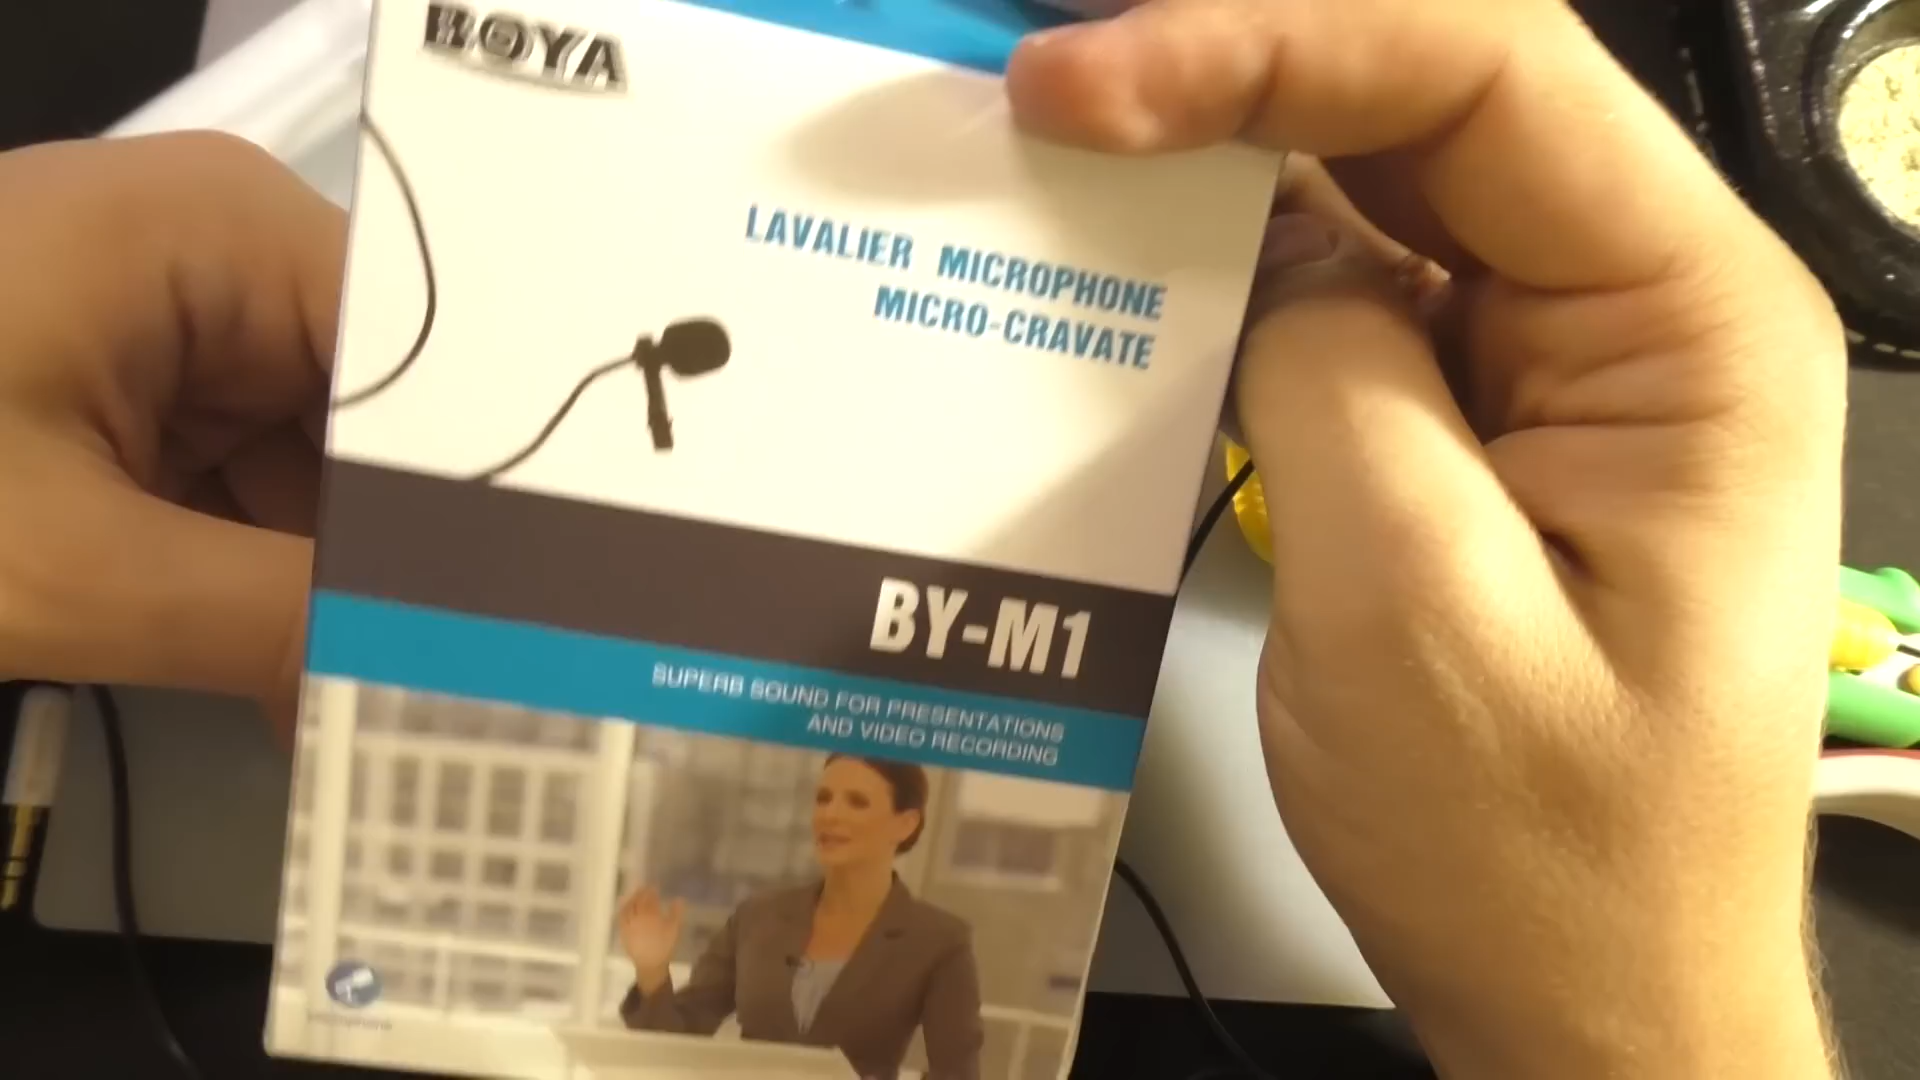 BOYA
LAVALIER MICROPHONE
MICRO-CRAVATE
BY-M1
SUPERB SOUND FOR PRESENTATIONS
AND VIDEO RECORDING